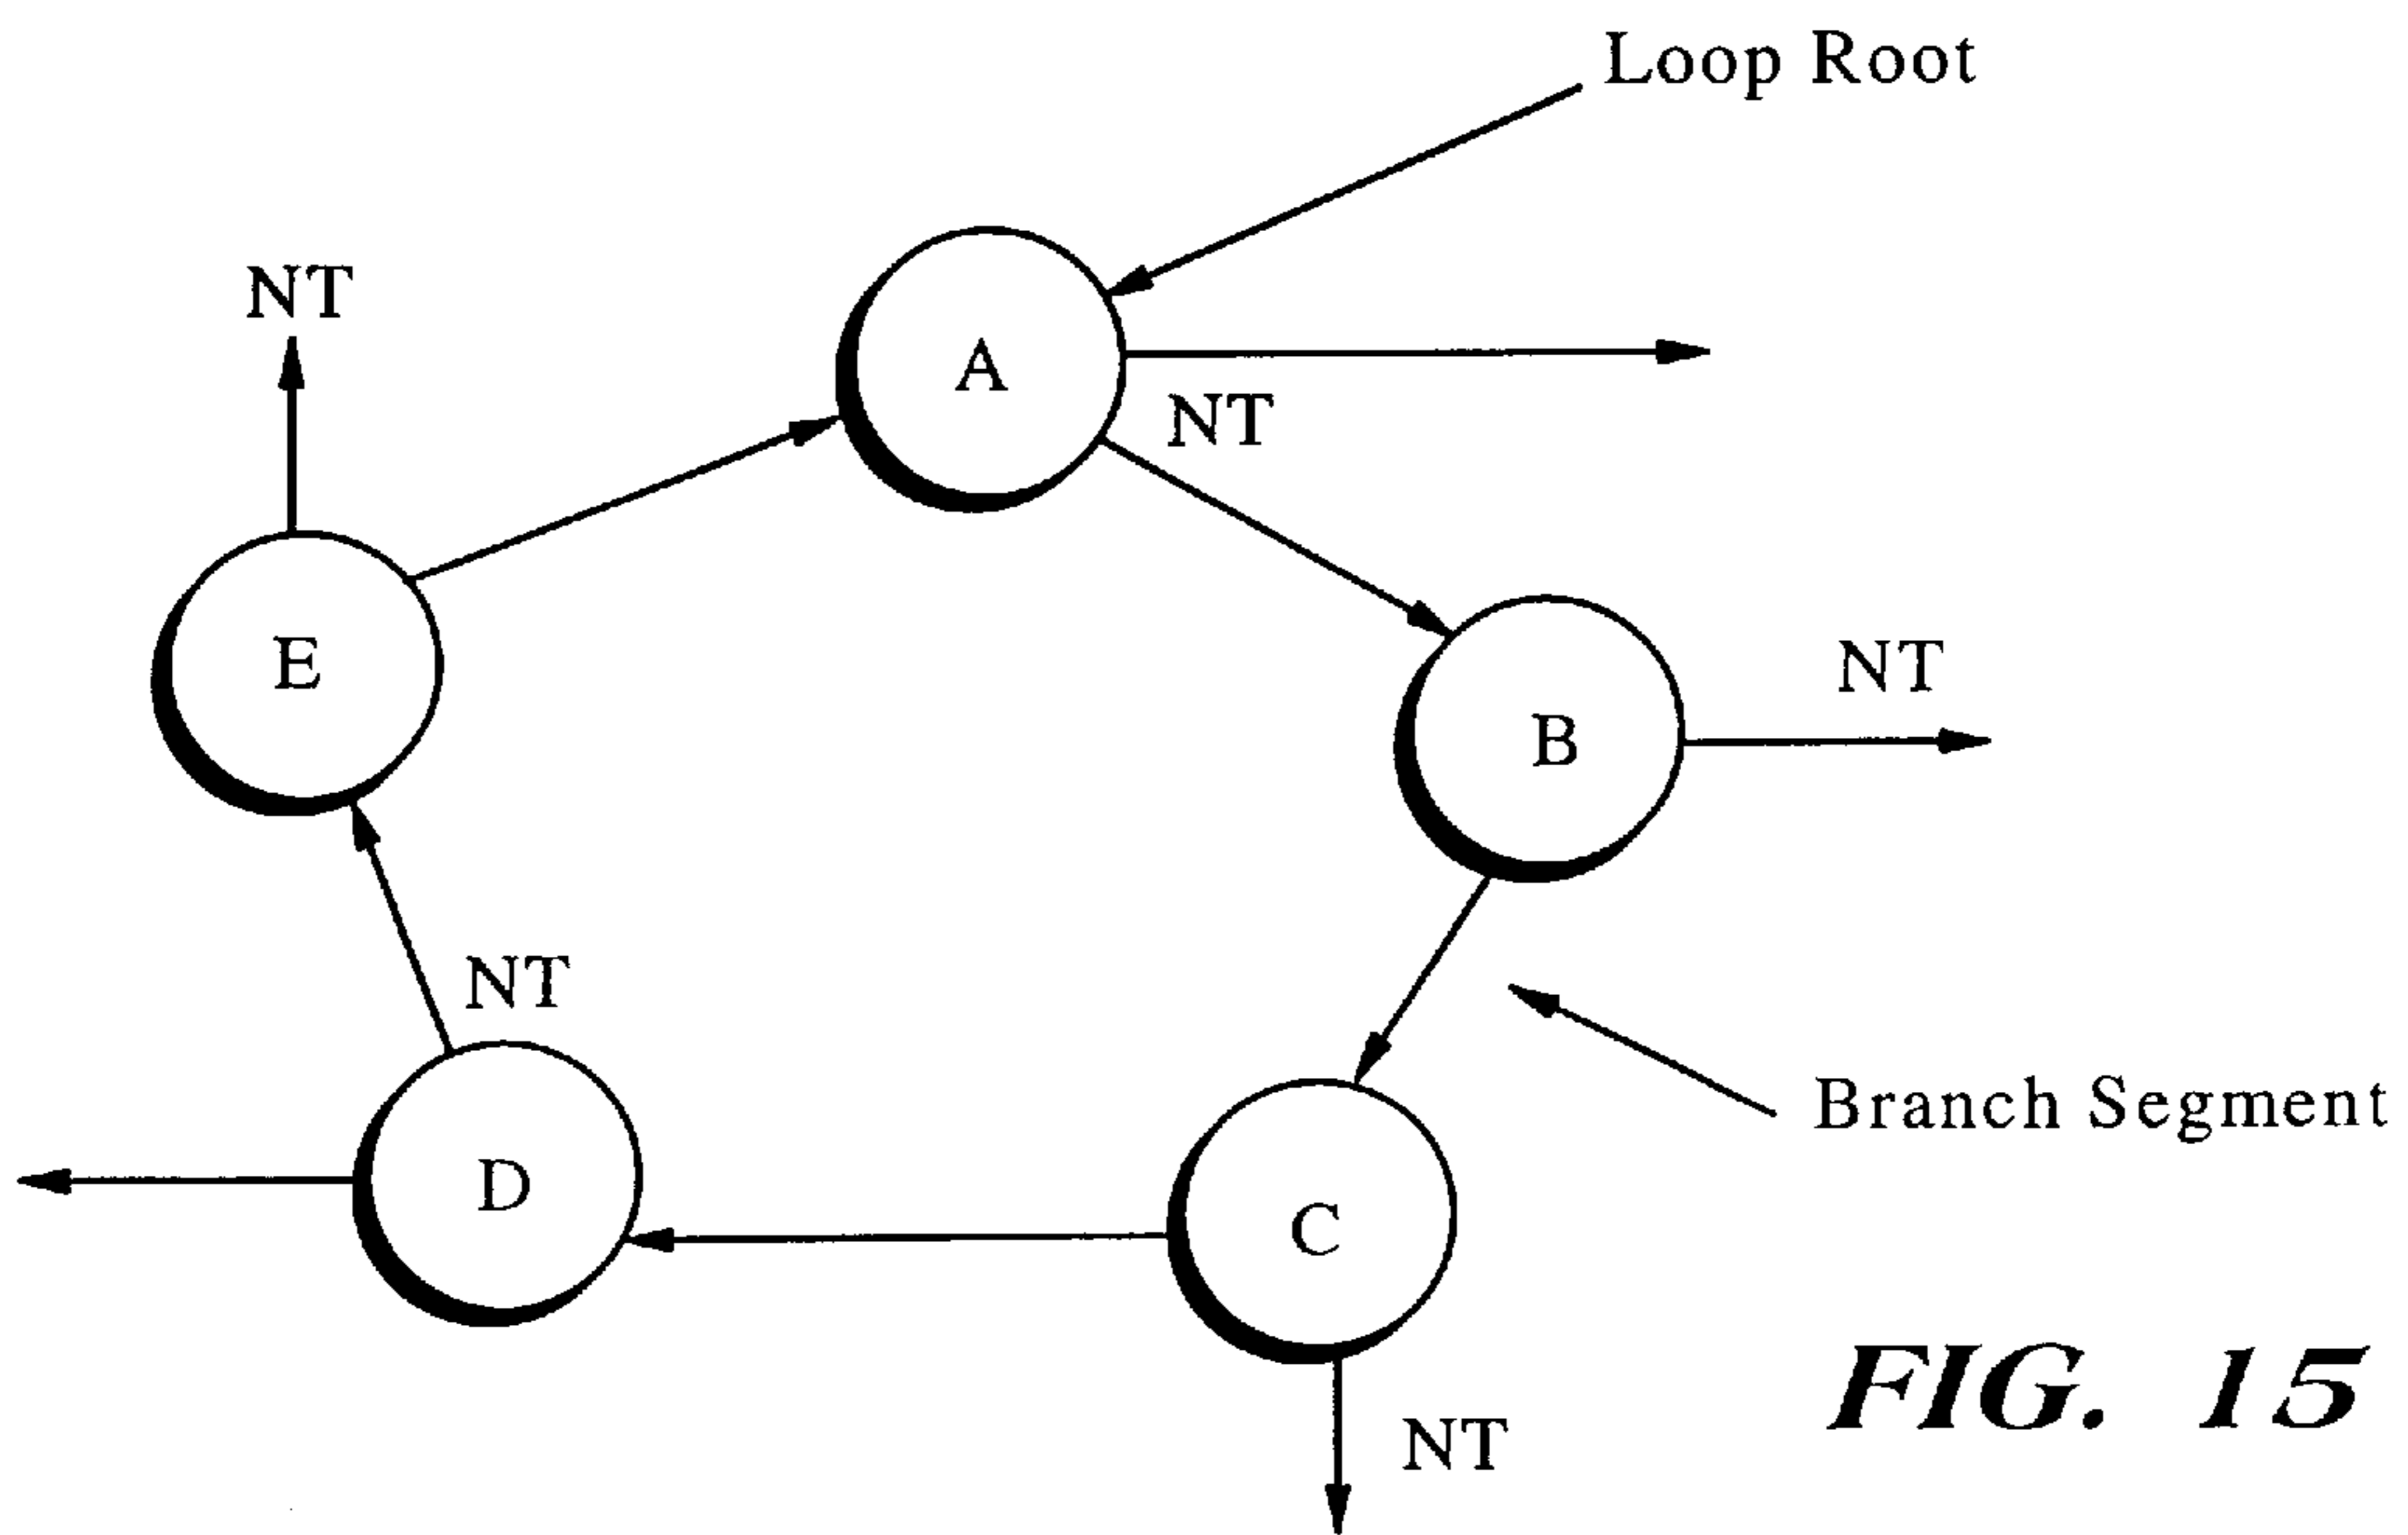 Loop Root
NT
A
NT
E
NT
B
NT
Branch Segment
D
C
FIG. 15
NT